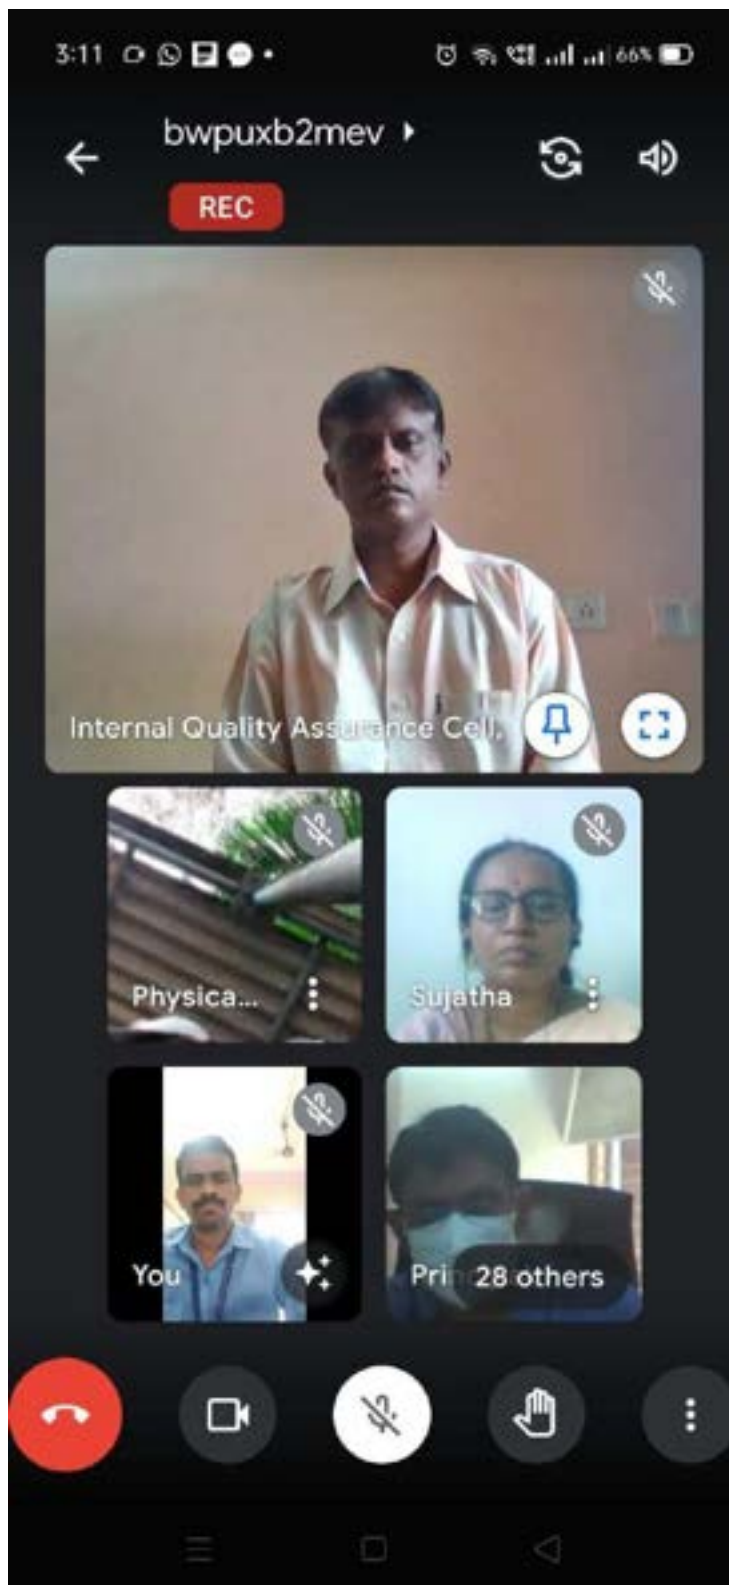 3:11 66%
bwpuxb2mev
REC
Internal Quality Assurance Cell,
Physica...
Sujatha
You
Pri 28 others